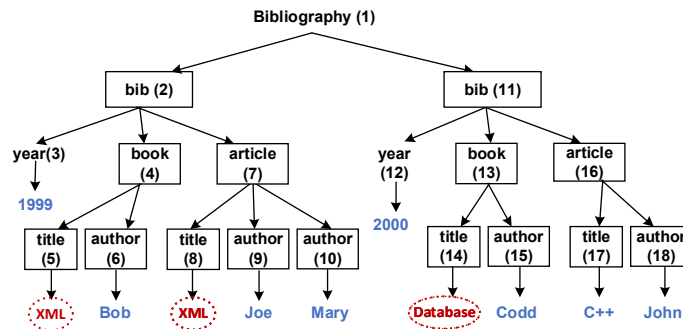 Bibliography (1)
bib (2)
bib (11)
year(3)
book
(4)
article
(7)
year
(12)
book
(13)
article
(16)
1999
2000
title
(5)
author
(6)
title
(8)
author
(9)
author
(10)
title
(14)
author
(15)
title
(17)
author
(18)
XML
Bob
XML
Joe
Mary
Database
Codd
C++
John